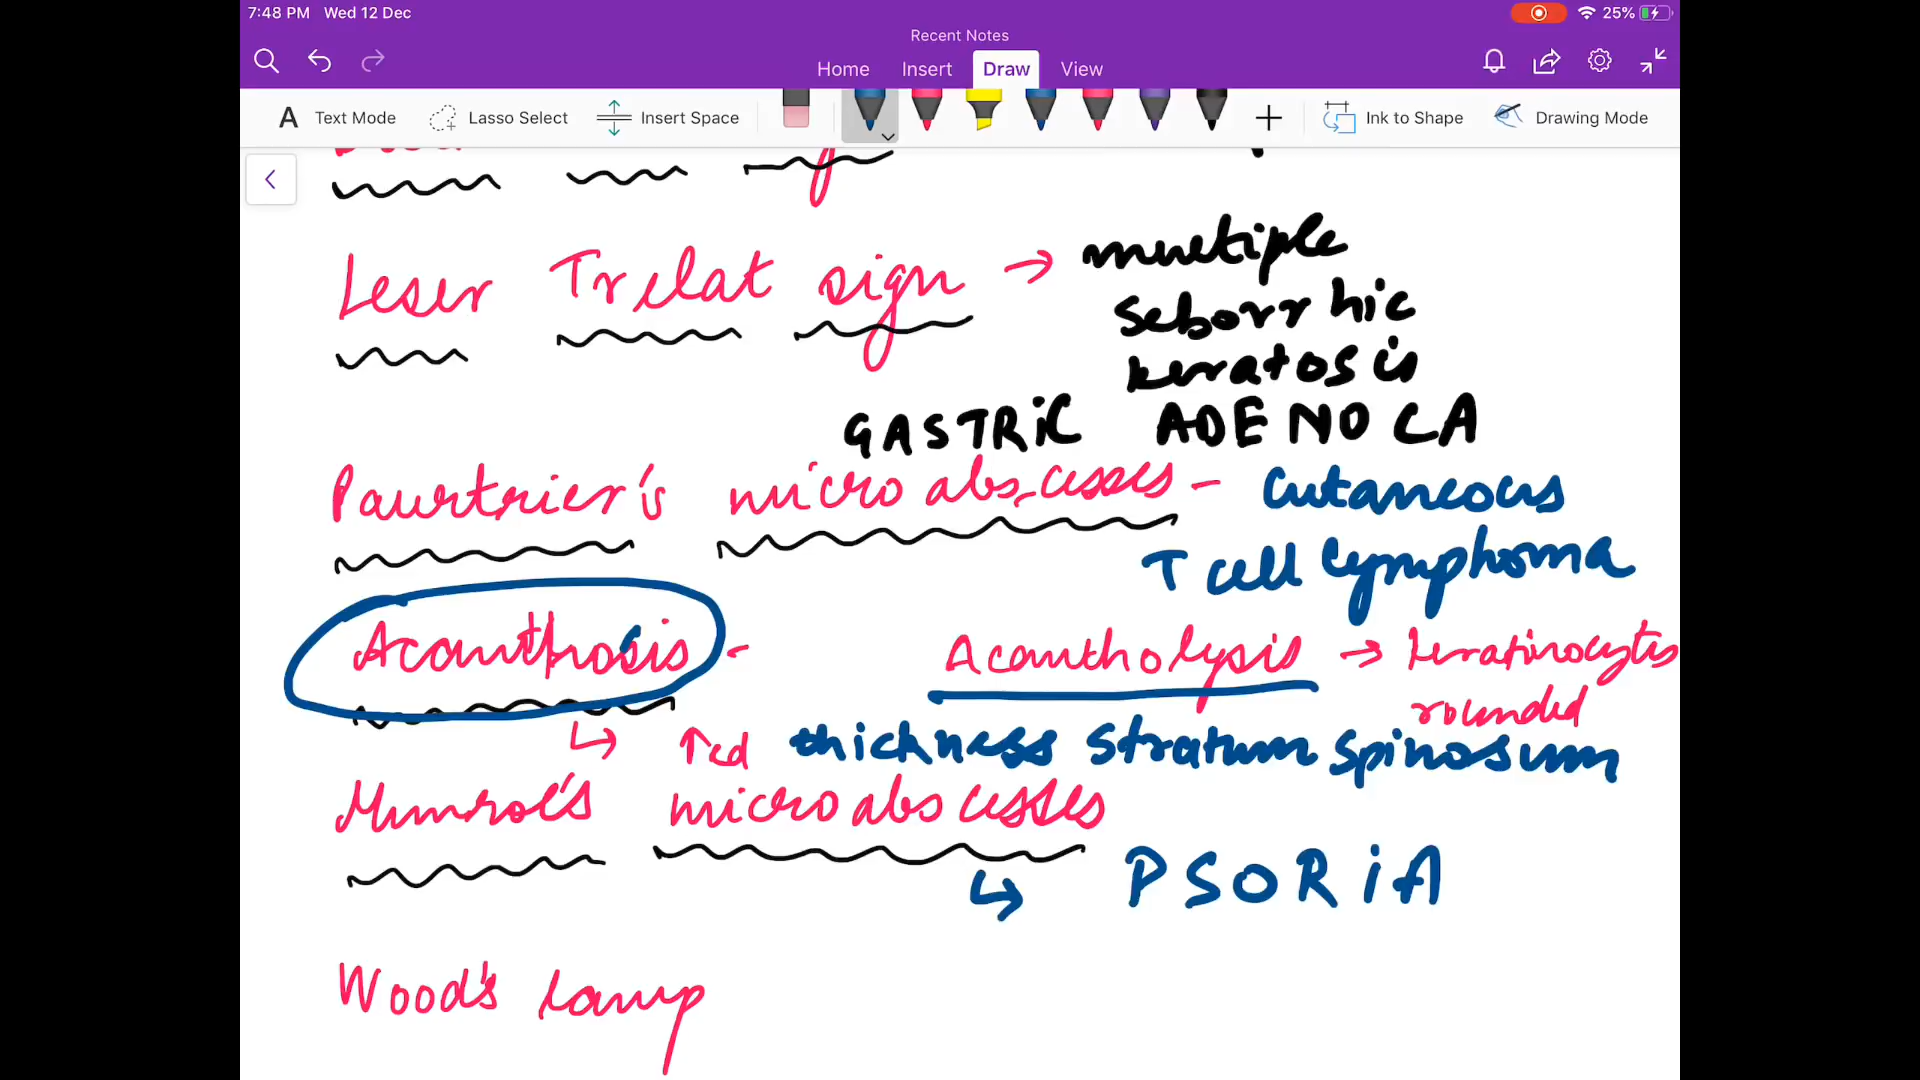 7:48 PM Wed 12 Dec
25%
Recent Notes
Home Insert Draw View
A Text Mode Lasso Select Insert Space Ink to Shape Drawing Mode
Leser Trelat sign → multiple
seborrhic
keratosis
GASTRIC ADENO CA
Paurtrier's micro abscesses - cutaneous
T cell lymphoma
Acanthosis - Acantholysis → keratinocytes
rounded
↳ ↑ed thickness stratum spinosum
Munroe's micro abscesses
↳ PSORiA
Wood's lamp